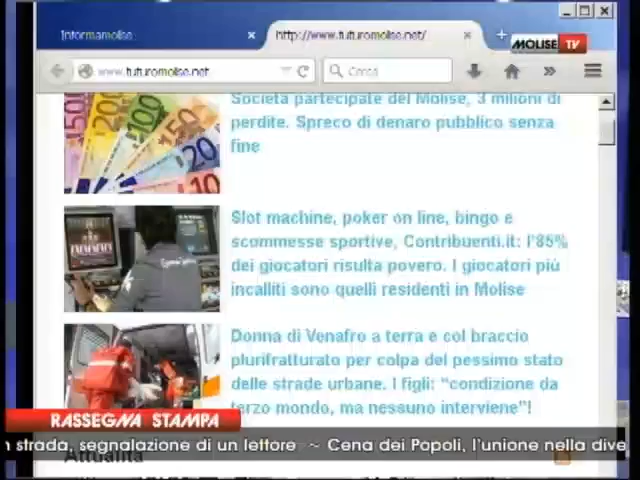 Informamolise
http://www.futuromolise.net/
MOLISE TV
www.futuromolise.net
Cerca
Società partecipate del Molise, 3 milioni di
perdite. Spreco di denaro pubblico senza
fine
Slot machine, poker on line, bingo e
scommesse sportive, Contribuenti.it: l'85%
dei giocatori risulta povero. I giocatori più
incalliti sono quelli residenti in Molise
Donna di Venafro a terra e col braccio
plurifratturato per colpa del pessimo stato
delle strade urbane. I figli: "condizione da
terzo mondo, ma nessuno interviene"!
RASSEGNA STAMPA
n strada, segnalazione di un lettore ~ Cena dei Popoli, l'unione nella dive
Attualità